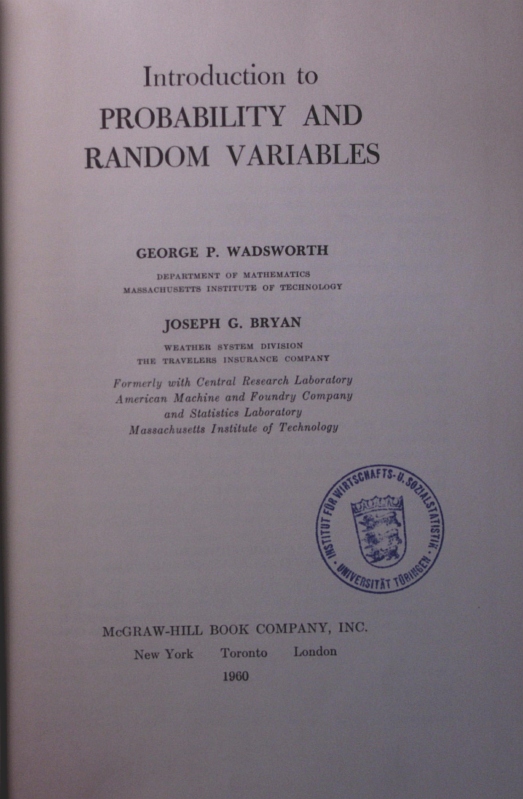 Introduction to
PROBABILITY AND
RANDOM VARIABLES
GEORGE P. WADSWORTH
DEPARTMENT OF MATHEMATICS
MASSACHUSETTS INSTITUTE OF TECHNOLOGY
JOSEPH G. BRYAN
WEATHER SYSTEM DIVISION
THE TRAVELERS INSURANCE COMPANY
Formerly with Central Research Laboratory
American Machine and Foundry Company
and Statistics Laboratory
Massachusetts Institute of Technology
INSTITUT FÜR WIRTSCHAFTS- U. SOZIALSTATISTIK
· UNIVERSITÄT TÜBINGEN ·
McGRAW-HILL BOOK COMPANY, INC.
New York Toronto London
1960